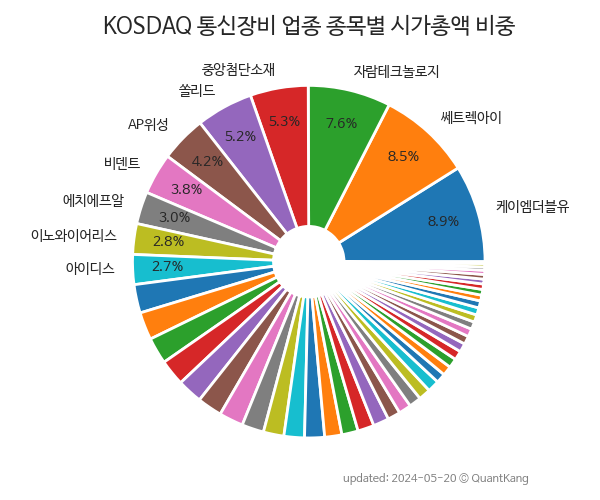 KOSDAQ 통신장비 업종 종목별 시가총액 비중
중앙첨단소재
자람테크놀로지
쏠리드
쎄트렉아이
AP위성
비덴트
에치에프알
케이엠더블유
이노와이어리스
아이디스
5.3%
7.6%
5.2%
8.5%
4.2%
3.8%
3.0%
8.9%
2.8%
2.7%
updated: 2024-05-20 © QuantKang